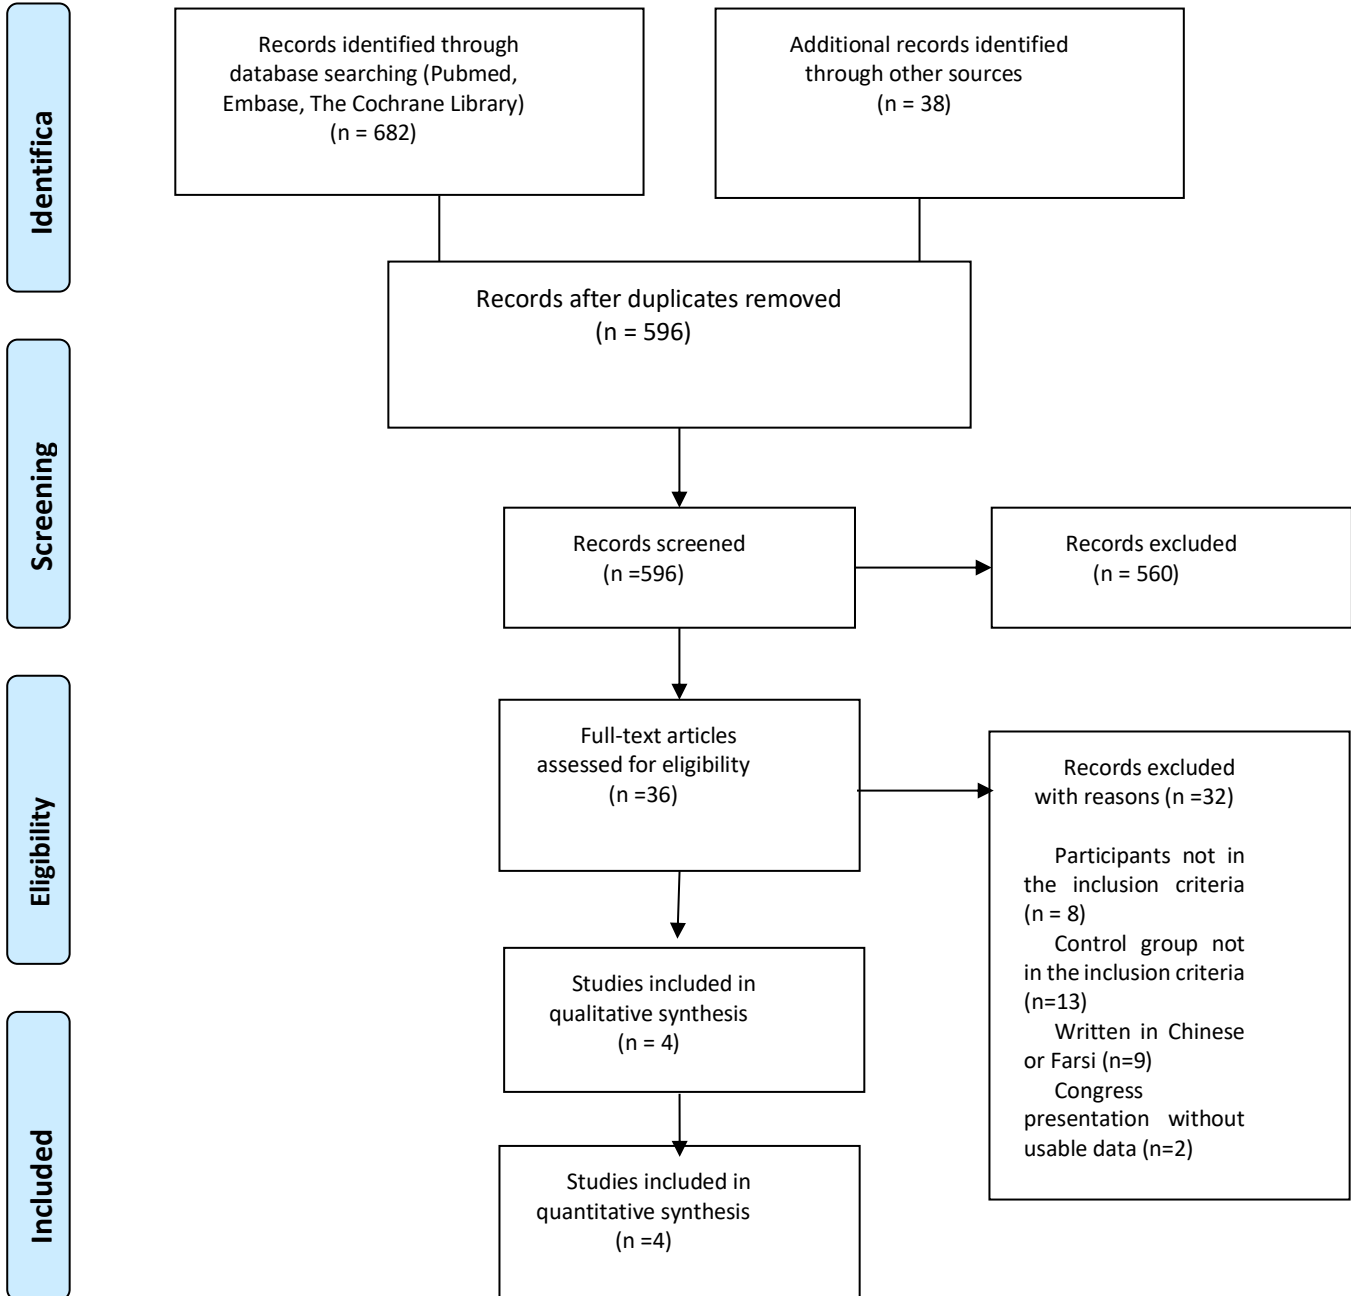 Identifica
Records identified through
database searching (Pubmed,
Embase, The Cochrane Library)
(n = 682)
Additional records identified
through other sources
(n = 38)
Records after duplicates removed
(n = 596)
Screening
Records screened
(n =596)
Records excluded
(n = 560)
Eligibility
Full-text articles
assessed for eligibility
(n =36)
Records excluded
with reasons (n =32)
Participants not in
the inclusion criteria
(n = 8)
Control group not
in the inclusion criteria
(n=13)
Written in Chinese
or Farsi (n=9)
Congress
presentation without
usable data (n=2)
Studies included in
qualitative synthesis
(n = 4)
Included
Studies included in
quantitative synthesis
(n =4)